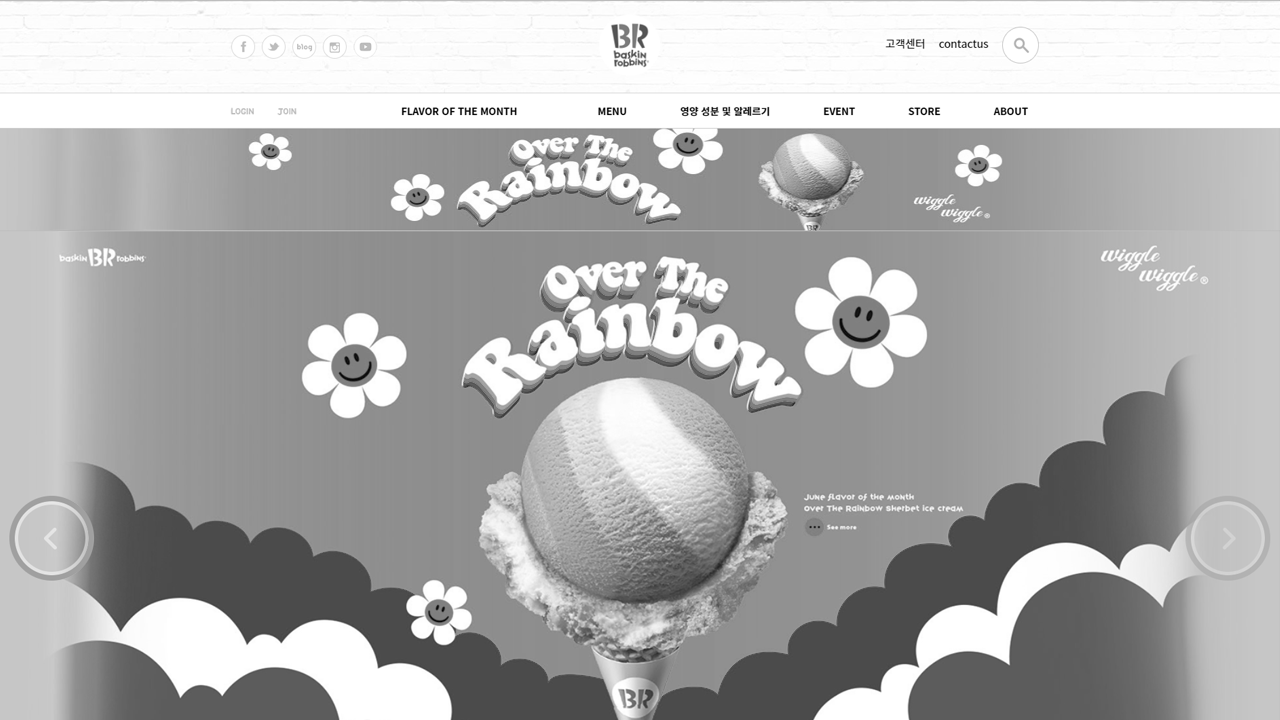 blog
BR
baskin
robbins
고객센터
contactus
LOGIN
JOIN
FLAVOR OF THE MONTH
MENU
영양 성분 및 알레르기
EVENT
STORE
ABOUT
Over The
Rainbow
wiggle
wiggle®
BR
baskin BR robbins
Over The
Rainbow
wiggle
wiggle®
June flavor of the month
Over The Rainbow Sherbet ice cream
See more
BR